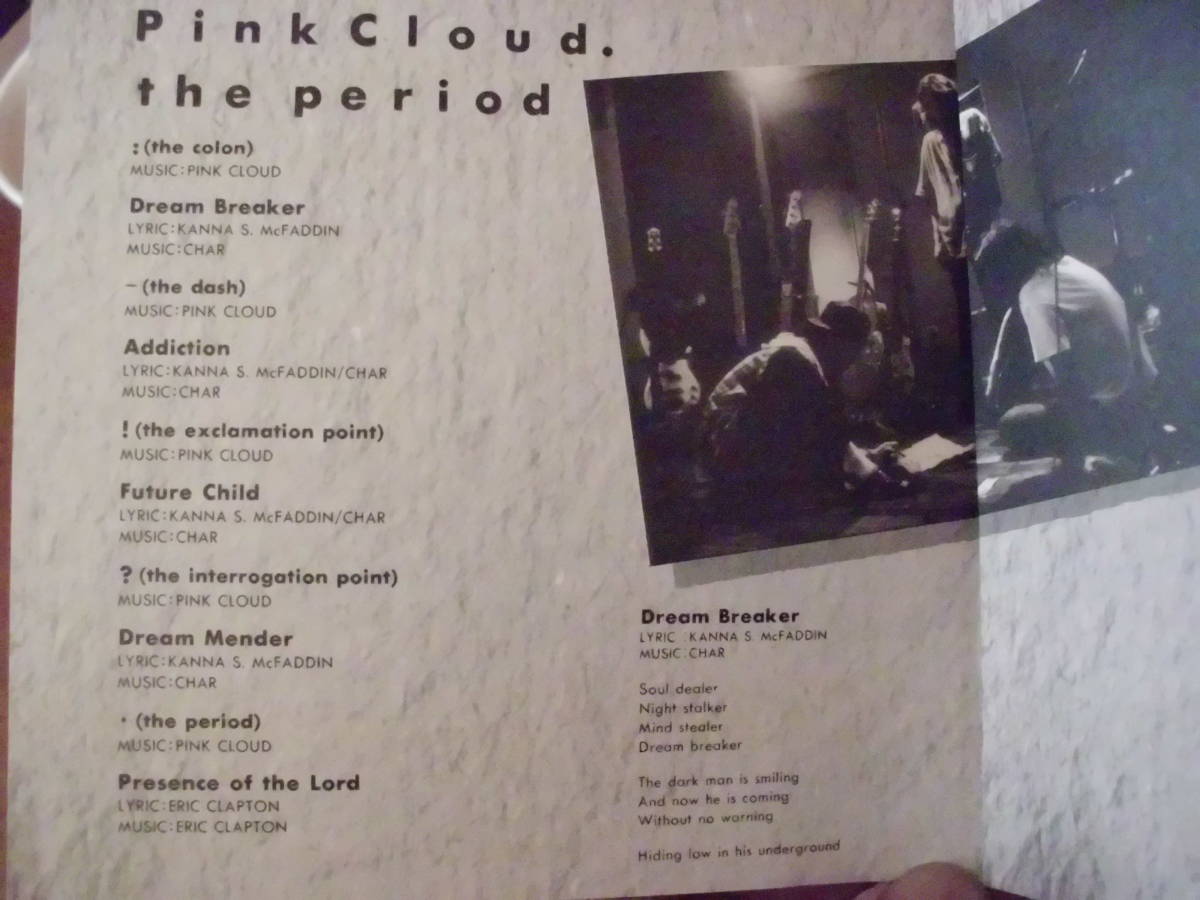 PinkCloud.
the period
: (the colon)
MUSIC:PINK CLOUD
Dream Breaker
LYRIC:KANNA S. McFADDIN
MUSIC:CHAR
– (the dash)
MUSIC:PINK CLOUD
Addiction
LYRIC:KANNA S. McFADDIN/CHAR
MUSIC:CHAR
! (the exclamation point)
MUSIC:PINK CLOUD
Future Child
LYRIC:KANNA S. McFADDIN/CHAR
MUSIC:CHAR
? (the interrogation point)
MUSIC:PINK CLOUD
Dream Mender
LYRIC:KANNA S. McFADDIN
MUSIC:CHAR
· (the period)
MUSIC:PINK CLOUD
Presence of the Lord
LYRIC:ERIC CLAPTON
MUSIC:ERIC CLAPTON
Dream Breaker
LYRIC:KANNA S. McFADDIN
MUSIC:CHAR
Soul dealer
Night stalker
Mind stealer
Dream breaker
The dark man is smiling
And now he is coming
Without no warning
Hiding low in his underground